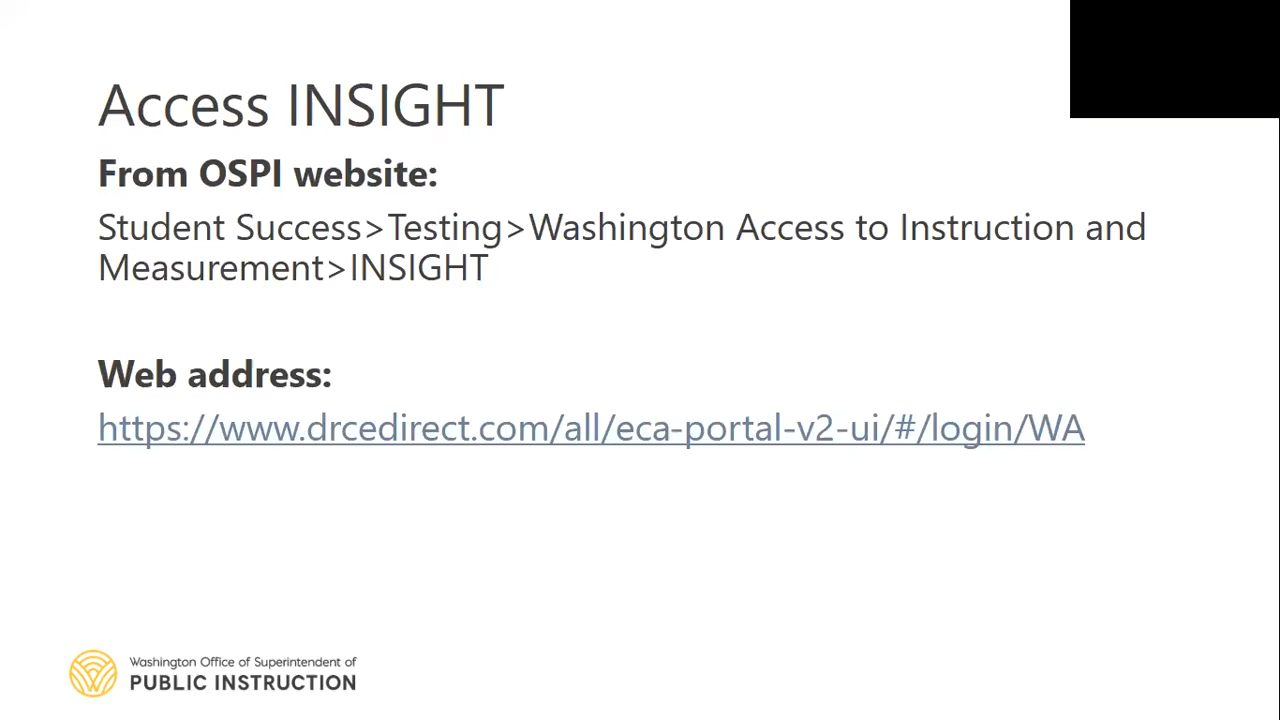 Access INSIGHT
From OSPI website:
Student Success>Testing>Washington Access to Instruction and
Measurement>INSIGHT
Web address:
https://www.drcedirect.com/all/eca-portal-v2-ui/#/login/WA
Washington Office of Superintendent of
PUBLIC INSTRUCTION